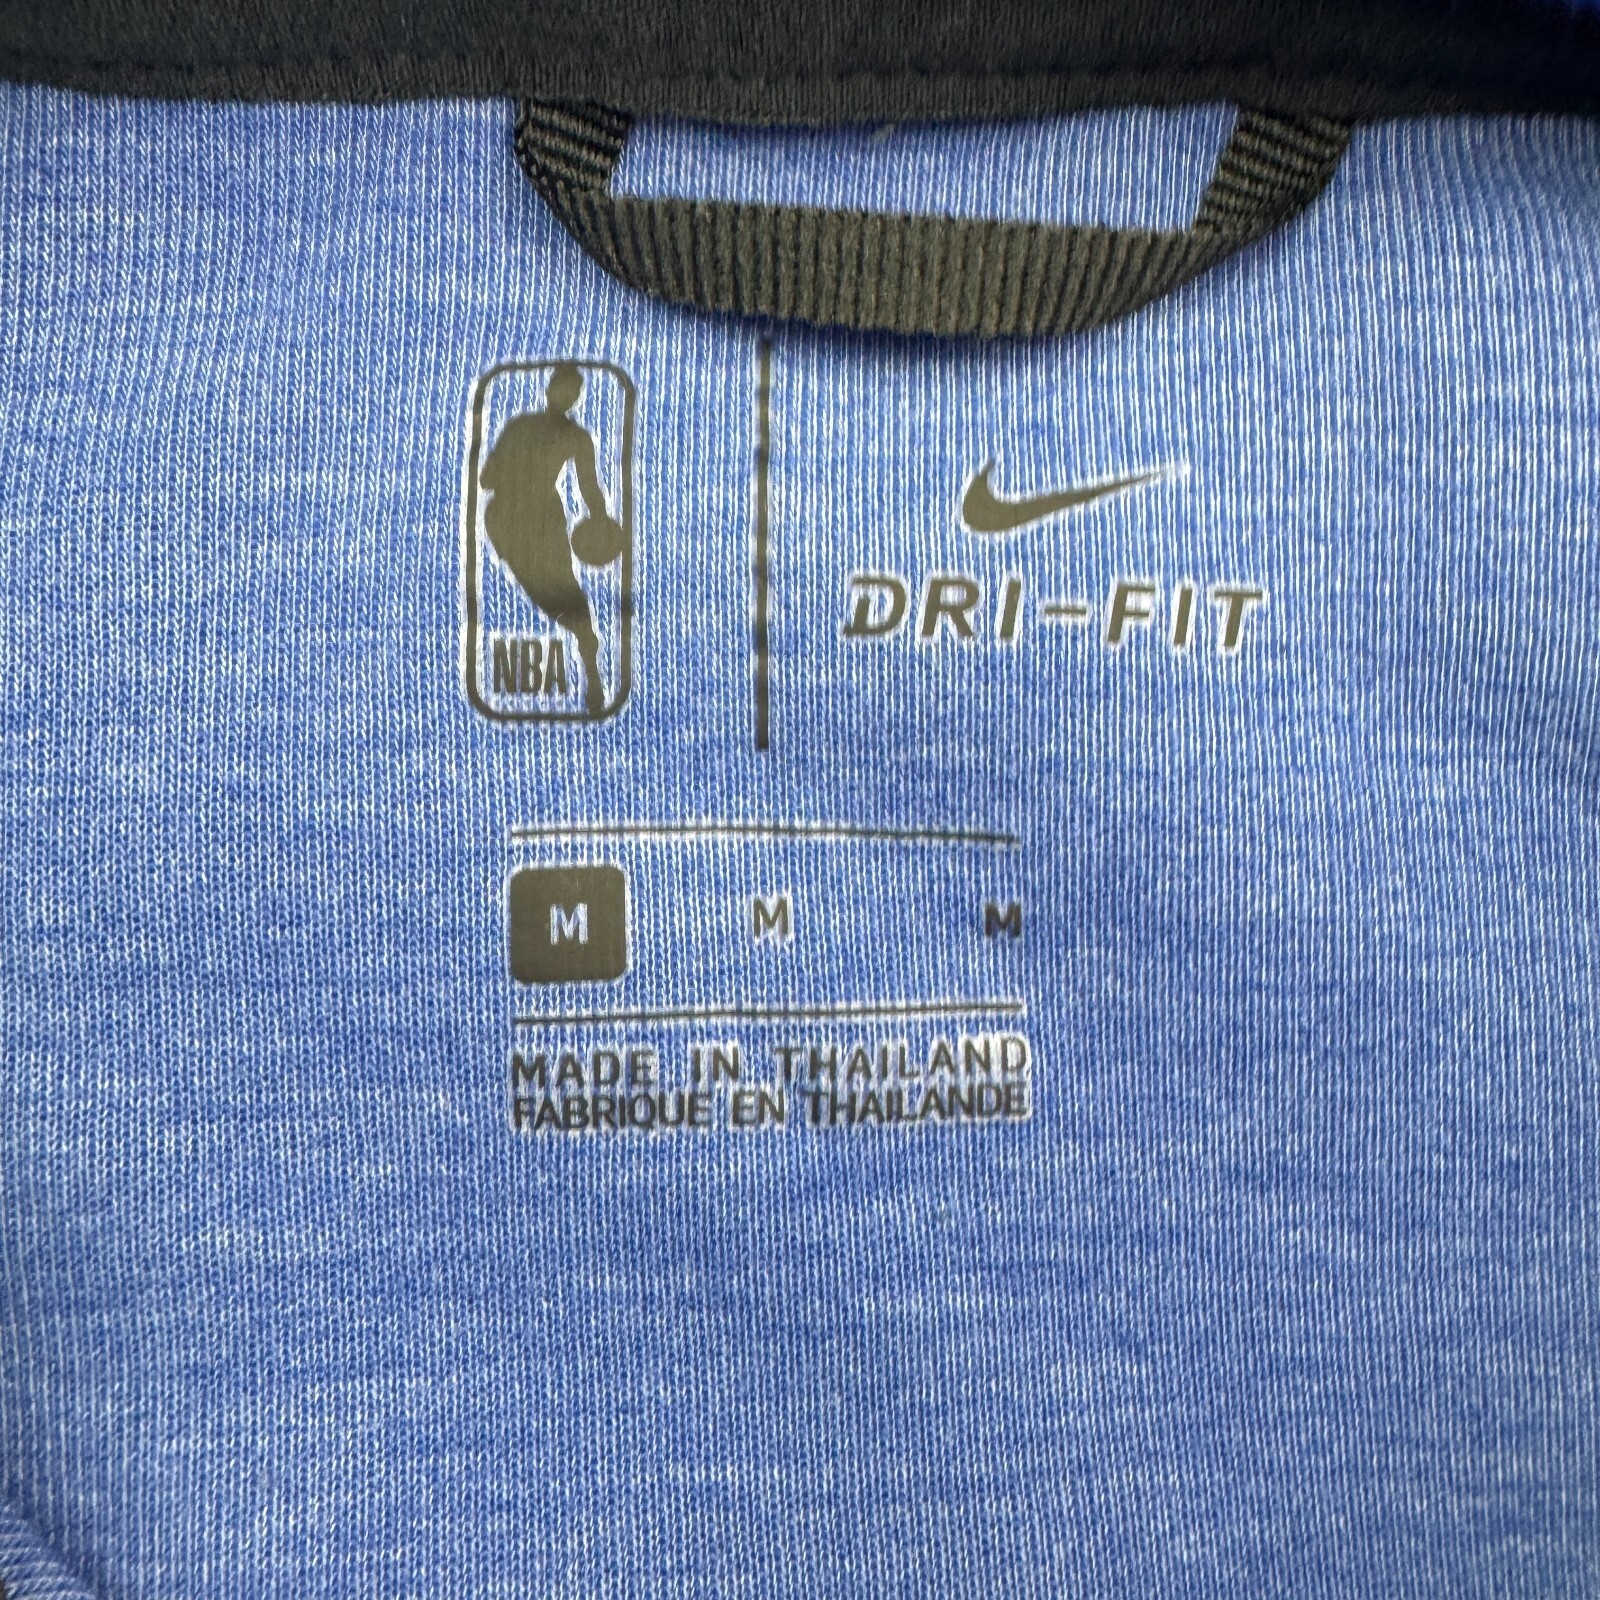 NBA
DRI-FIT
M M M
MADE IN THAILAND
FABRIQUE EN THAILANDE